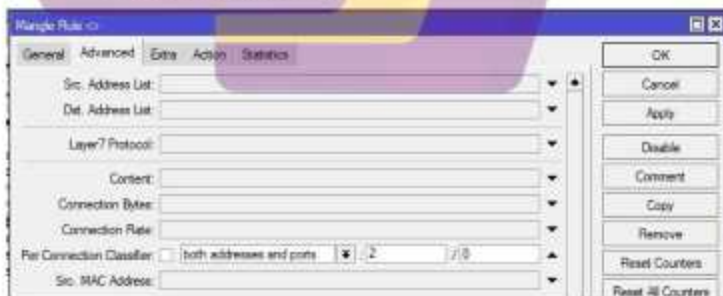 Mangle Rule <>
General Advanced Extra Action Statistics
OK
Src. Address List:
Cancel
Dst. Address List:
Apply
Layer7 Protocol:
Disable
Content:
Comment
Connection Bytes:
Copy
Connection Rate:
Remove
Per Connection Classifier: both addresses and ports : 2 / 0
Reset Counters
Src. MAC Address:
Reset All Counters